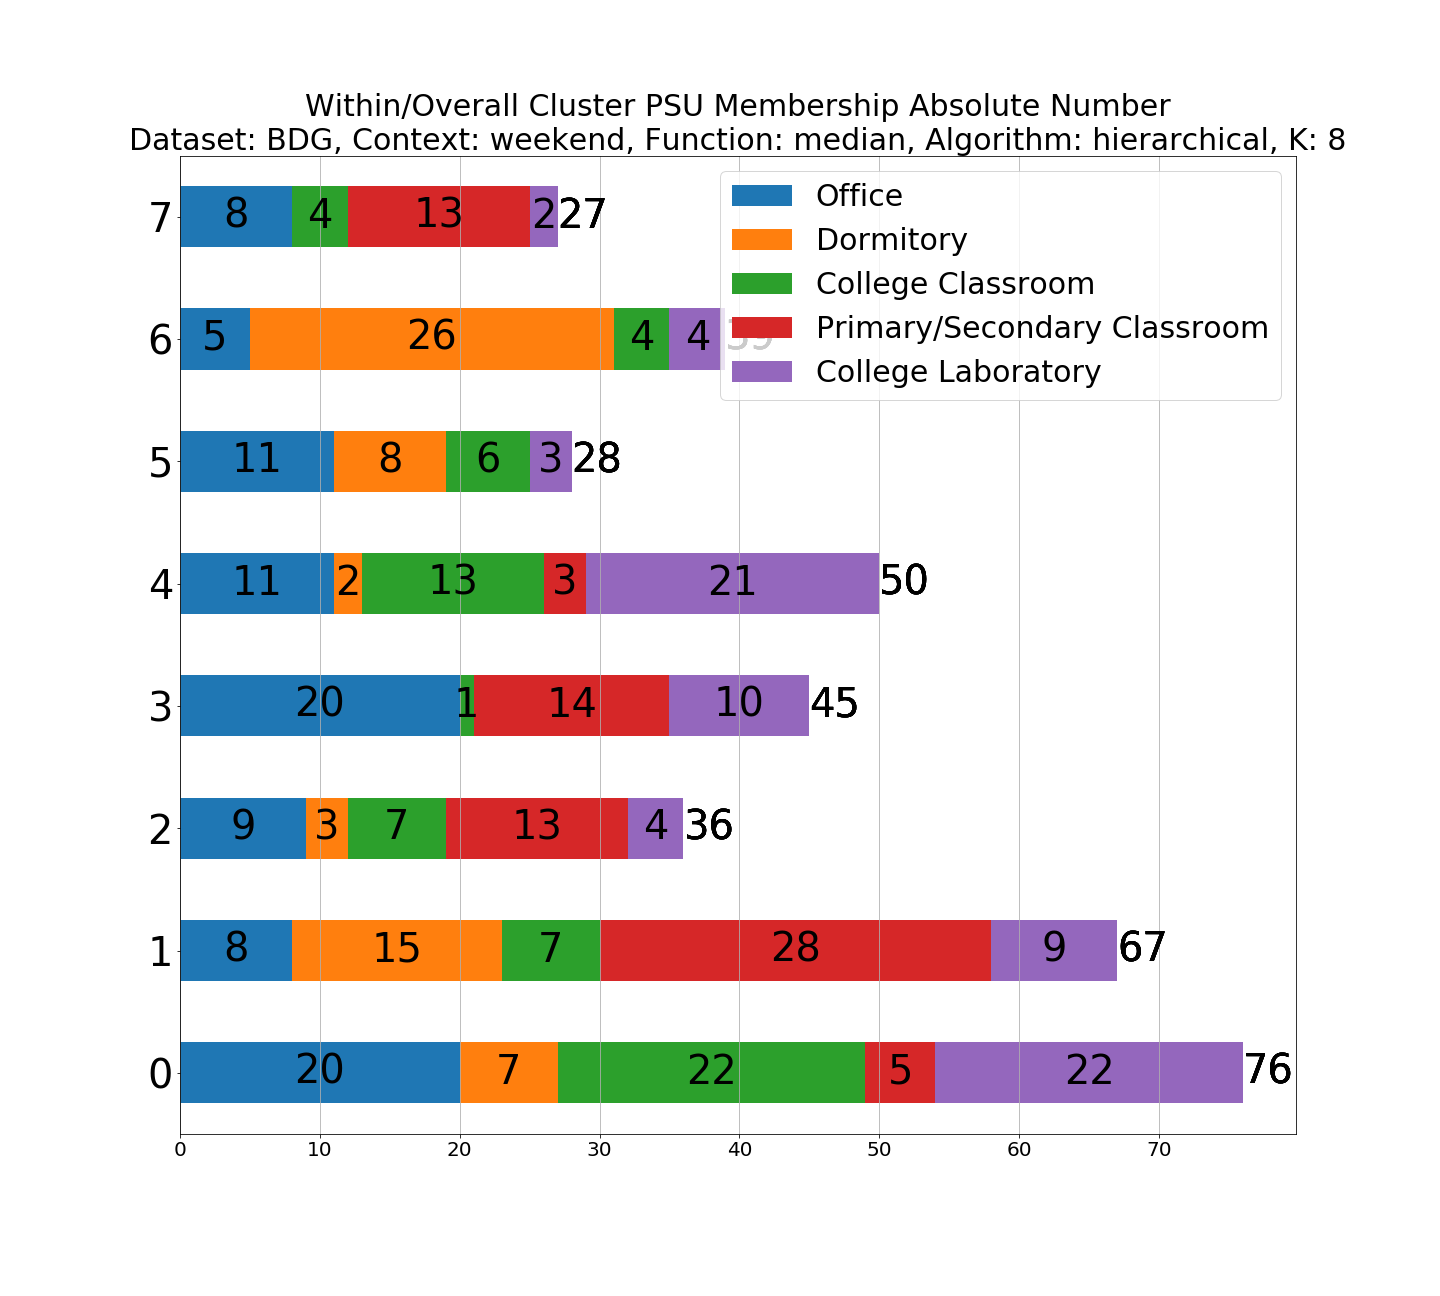 Within/Overall Cluster PSU Membership Absolute Number
Dataset: BDG, Context: weekend, Function: median, Algorithm: hierarchical, K: 8
Office
Dormitory
College Classroom
Primary/Secondary Classroom
College Laboratory
7 8 4 13 2 27
6 5 26 4 4 39
5 11 8 6 3 28
4 11 2 13 3 21 50
3 20 1 14 10 45
2 9 3 7 13 4 36
1 8 15 7 28 9 67
0 20 7 22 5 22 76
0 10 20 30 40 50 60 70